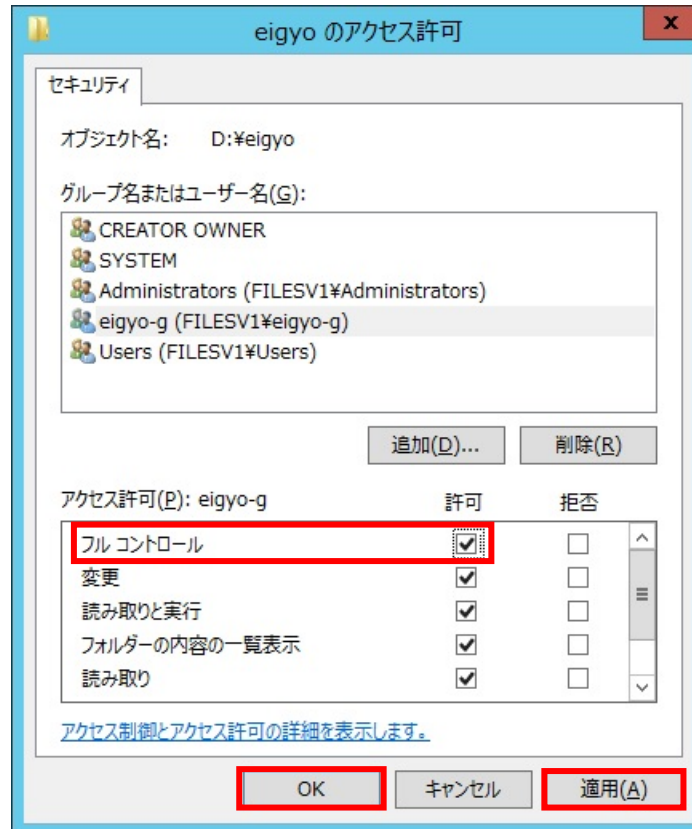 eigyo のアクセス許可
x
セキュリティ
オブジェクト名: D:¥eigyo
グループ名またはユーザー名(G):
CREATOR OWNER
SYSTEM
Administrators (FILESV1¥Administrators)
eigyo-g (FILESV1¥eigyo-g)
Users (FILESV1¥Users)
追加(D)... 削除(R)
アクセス許可(P): eigyo-g 許可 拒否
フル コントロール
変更
読み取りと実行
フォルダーの内容の一覧表示
読み取り
アクセス制御とアクセス許可の詳細を表示します。
OK キャンセル 適用(A)